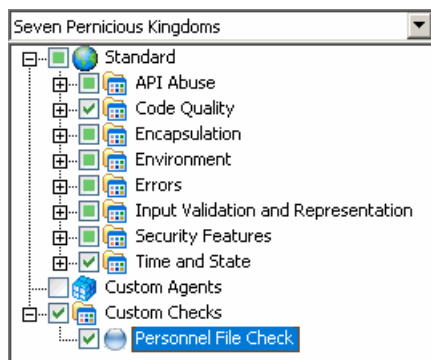 Seven Pernicious Kingdoms
Standard
API Abuse
Code Quality
Encapsulation
Environment
Errors
Input Validation and Representation
Security Features
Time and State
Custom Agents
Custom Checks
Personnel File Check